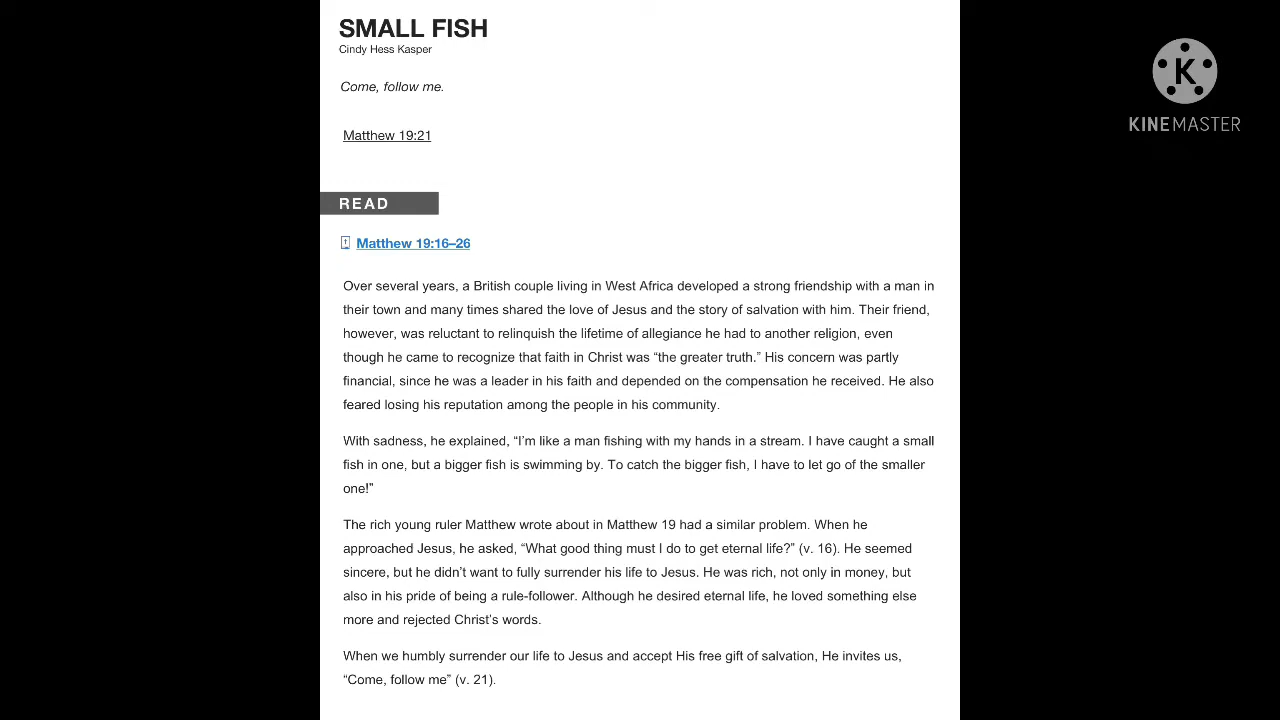 SMALL FISH
Cindy Hess Kasper
Come, follow me.
Matthew 19:21
READ
Matthew 19:16–26
Over several years, a British couple living in West Africa developed a strong friendship with a man in
their town and many times shared the love of Jesus and the story of salvation with him. Their friend,
however, was reluctant to relinquish the lifetime of allegiance he had to another religion, even
though he came to recognize that faith in Christ was “the greater truth.” His concern was partly
financial, since he was a leader in his faith and depended on the compensation he received. He also
feared losing his reputation among the people in his community.
With sadness, he explained, “I’m like a man fishing with my hands in a stream. I have caught a small
fish in one, but a bigger fish is swimming by. To catch the bigger fish, I have to let go of the smaller
one!”
The rich young ruler Matthew wrote about in Matthew 19 had a similar problem. When he
approached Jesus, he asked, “What good thing must I do to get eternal life?” (v. 16). He seemed
sincere, but he didn’t want to fully surrender his life to Jesus. He was rich, not only in money, but
also in his pride of being a rule-follower. Although he desired eternal life, he loved something else
more and rejected Christ’s words.
When we humbly surrender our life to Jesus and accept His free gift of salvation, He invites us,
“Come, follow me” (v. 21).
K
KINEMASTER